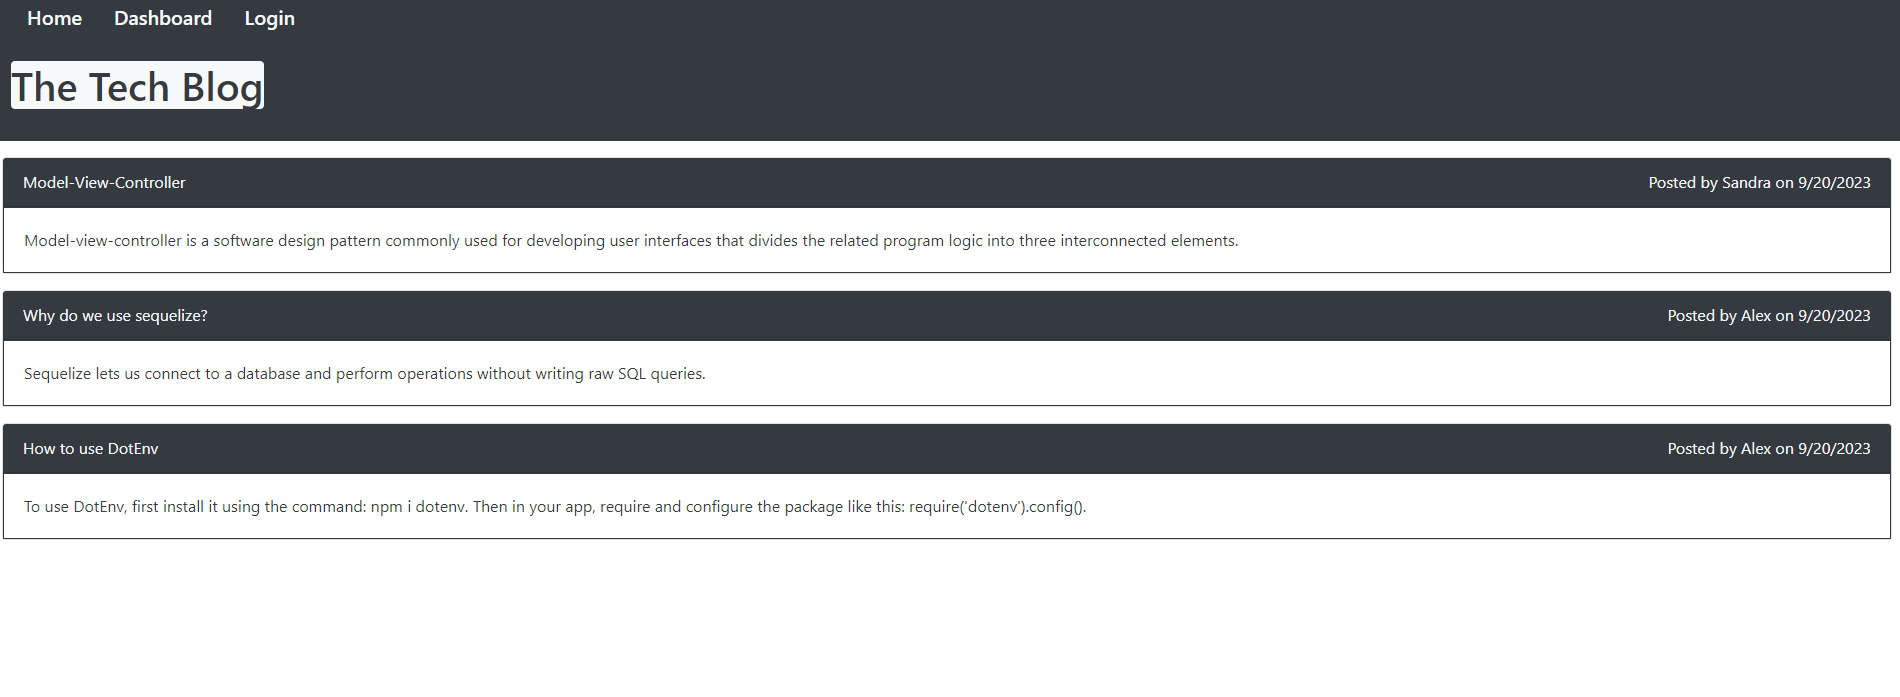 Home Dashboard Login
The Tech Blog
Model-View-Controller Posted by Sandra on 9/20/2023
Model-view-controller is a software design pattern commonly used for developing user interfaces that divides the related program logic into three interconnected elements.
Why do we use sequelize? Posted by Alex on 9/20/2023
Sequelize lets us connect to a database and perform operations without writing raw SQL queries.
How to use DotEnv Posted by Alex on 9/20/2023
To use DotEnv, first install it using the command: npm i dotenv. Then in your app, require and configure the package like this: require('dotenv').config().